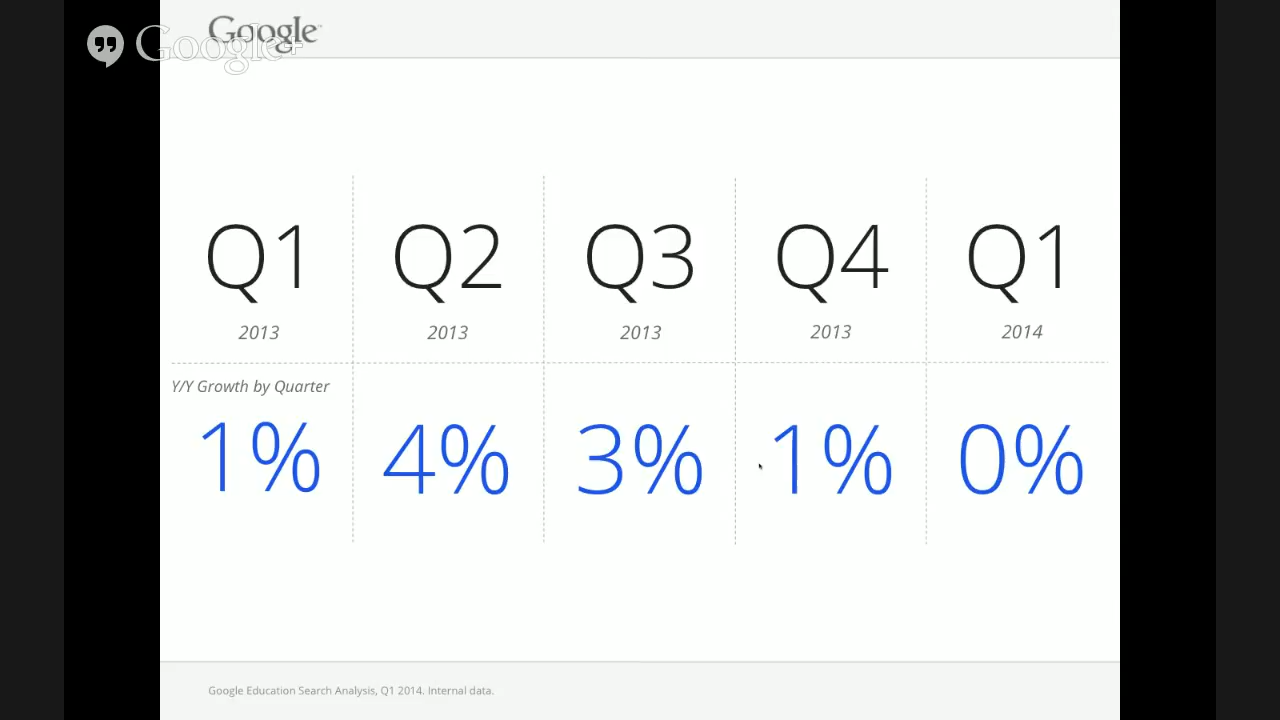 Google
Google+
Q1 Q2 Q3 Q4 Q1
2013 2013 2013 2013 2014
Y/Y Growth by Quarter
1% 4% 3% 1% 0%
Google Education Search Analysis, Q1 2014. Internal data.